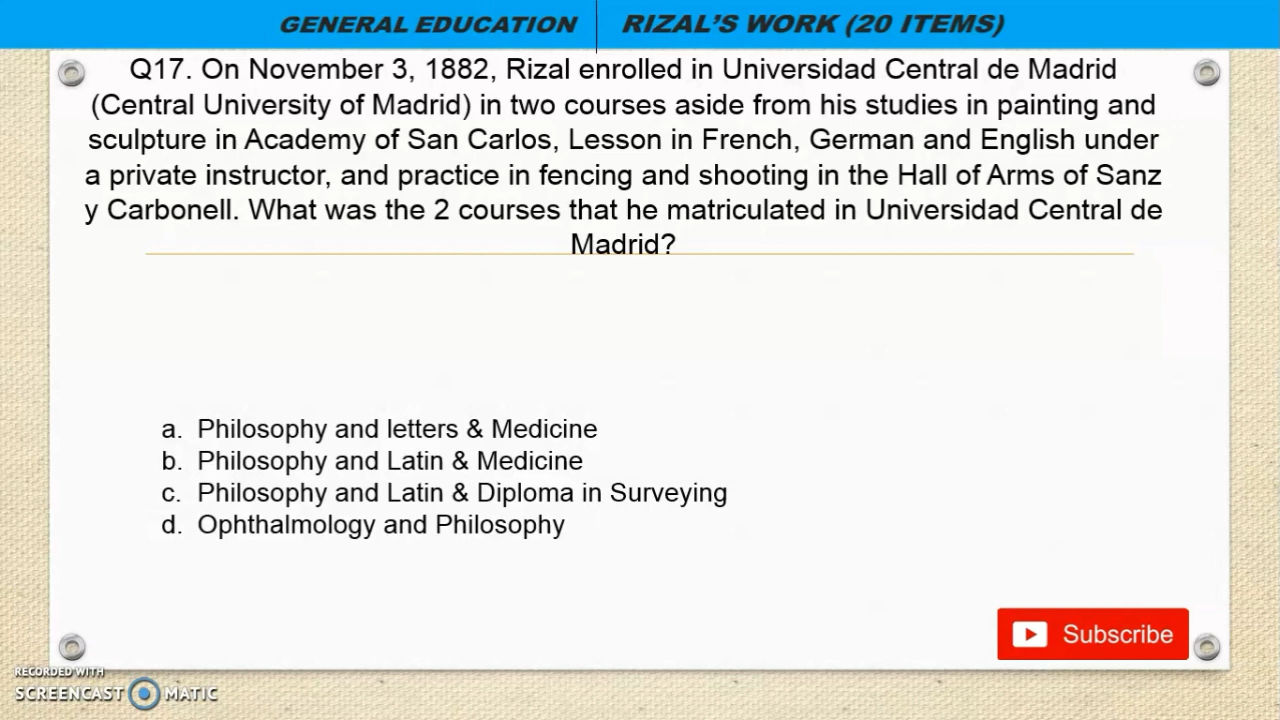 GENERAL EDUCATION
RIZAL'S WORK (20 ITEMS)
Q17. On November 3, 1882, Rizal enrolled in Universidad Central de Madrid
(Central University of Madrid) in two courses aside from his studies in painting and
sculpture in Academy of San Carlos, Lesson in French, German and English under
a private instructor, and practice in fencing and shooting in the Hall of Arms of Sanz
y Carbonell. What was the 2 courses that he matriculated in Universidad Central de
Madrid?
a. Philosophy and letters & Medicine
b. Philosophy and Latin & Medicine
c. Philosophy and Latin & Diploma in Surveying
d. Ophthalmology and Philosophy
Subscribe
RECORDED WITH
SCREENCAST MATIC